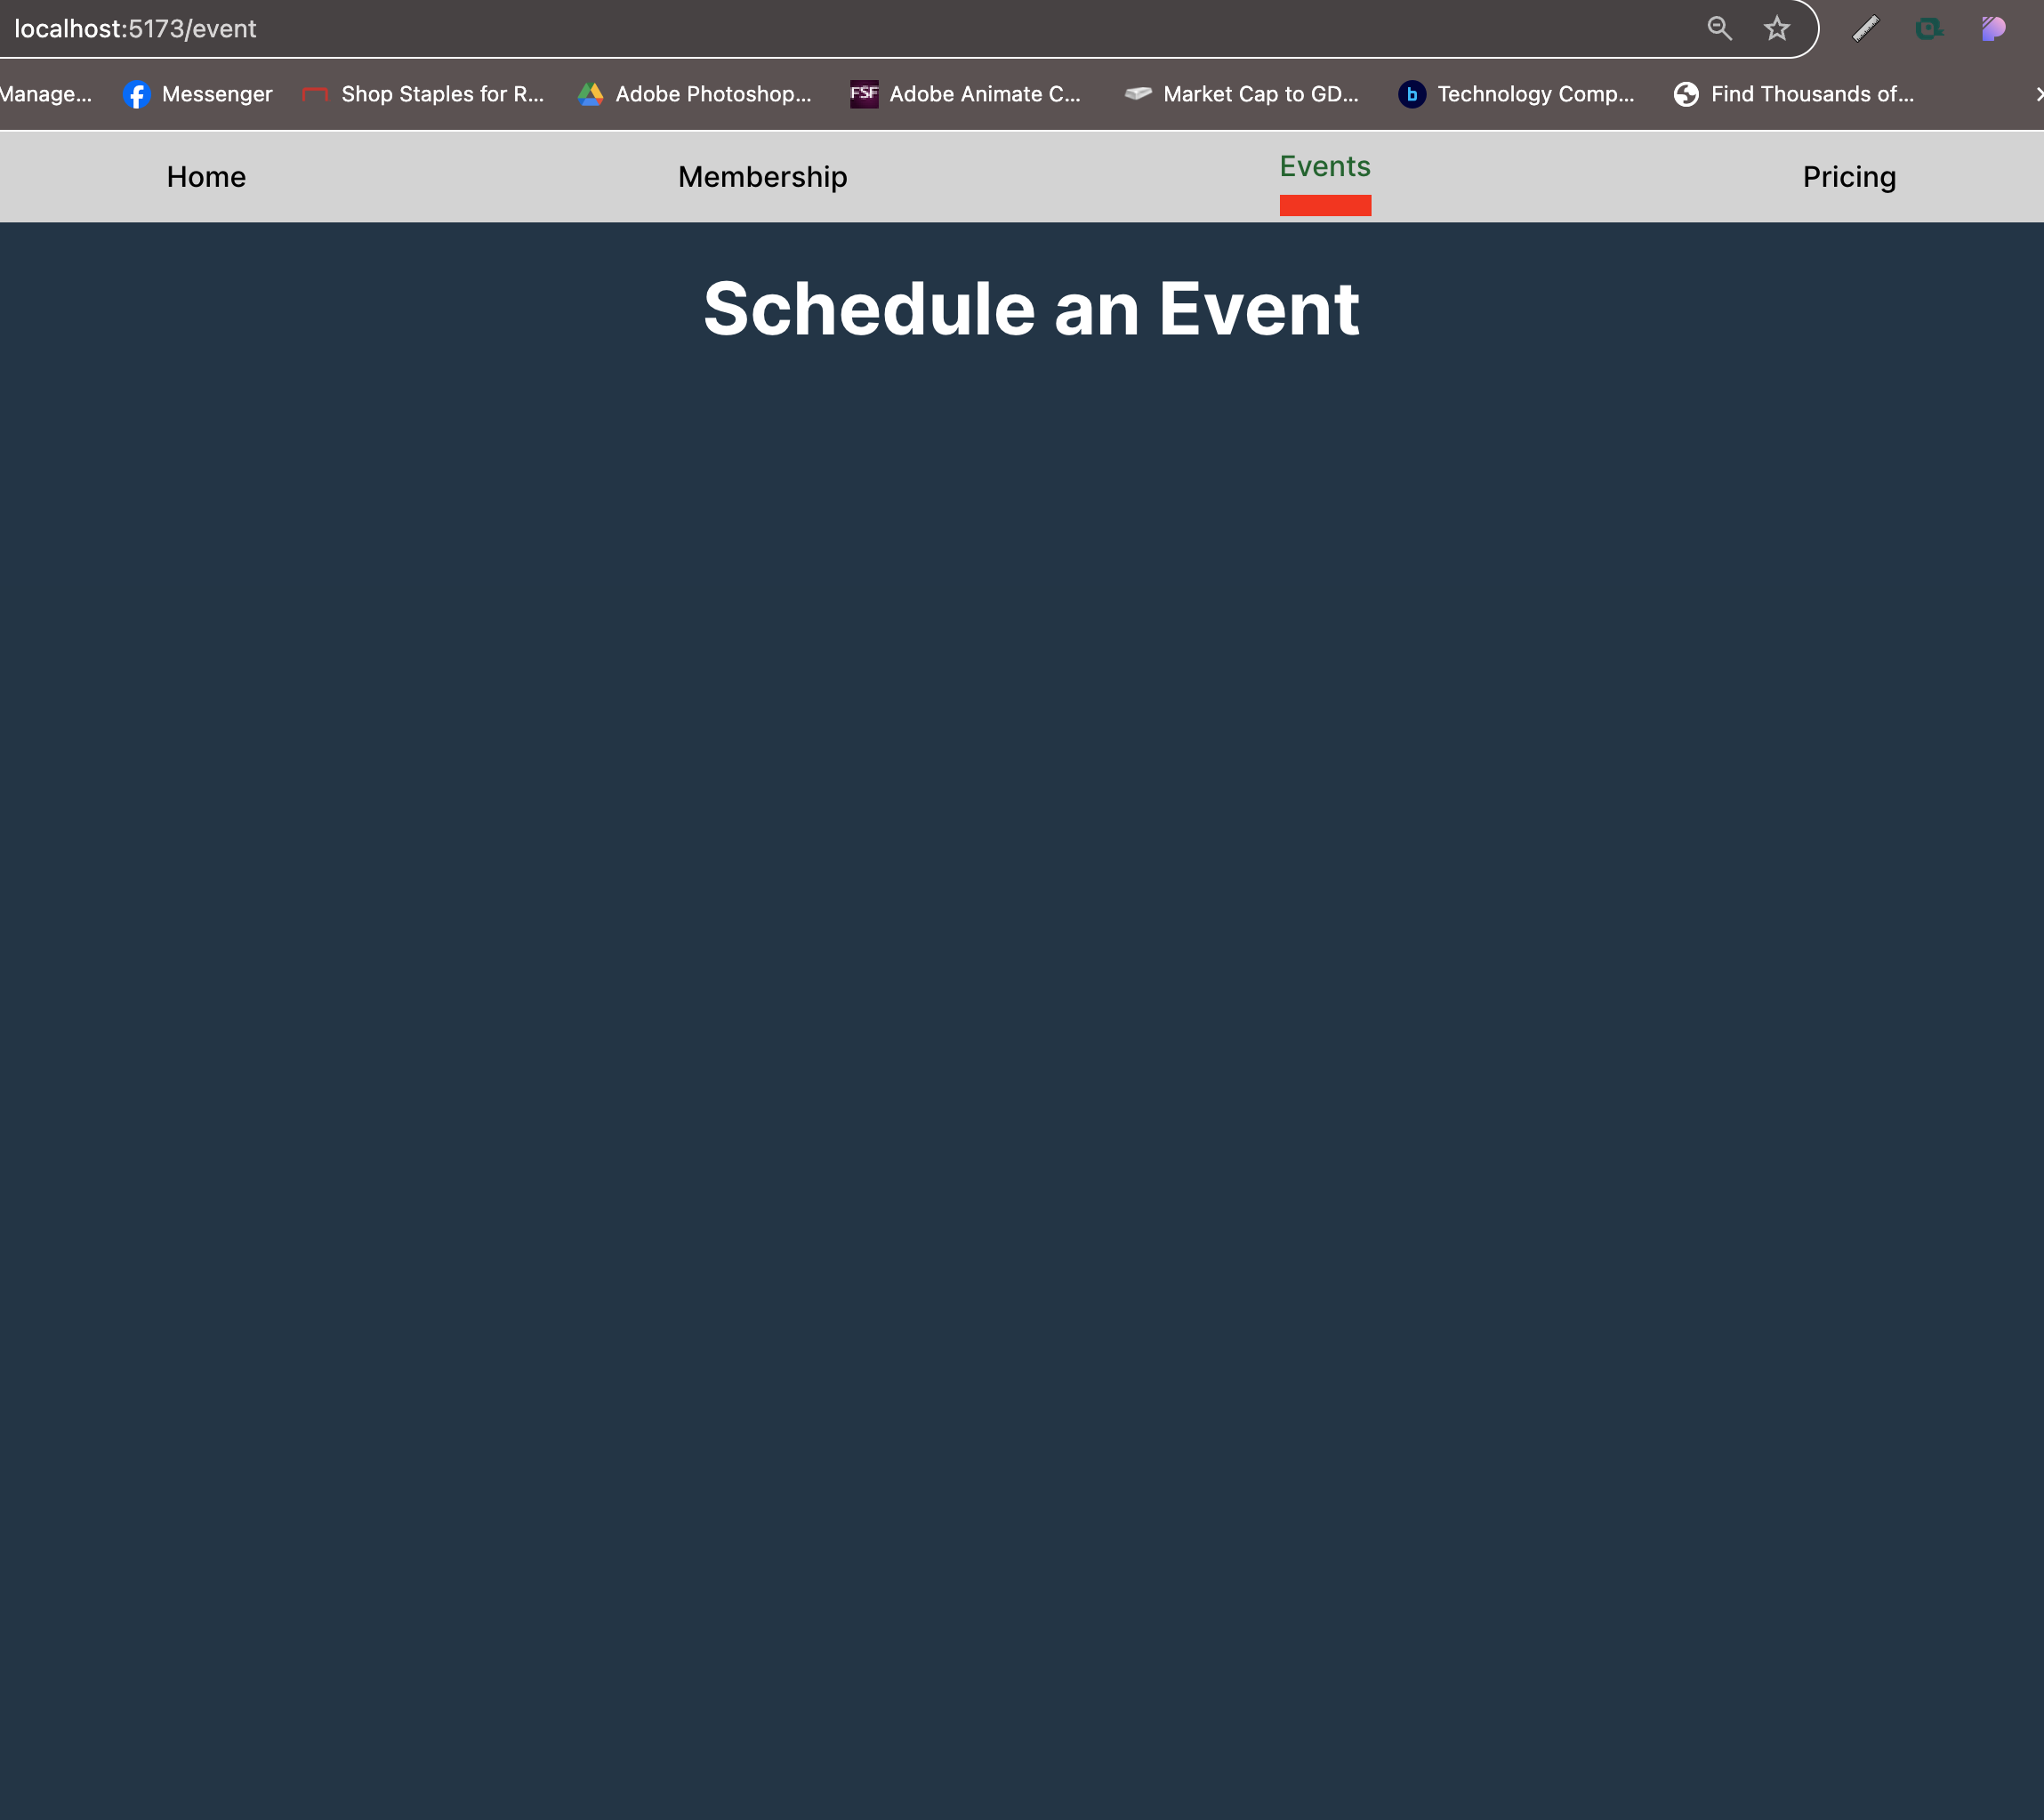 localhost:5173/event
Manage... Messenger Shop Staples for R... Adobe Photoshop... FSF Adobe Animate C... Market Cap to GD... b Technology Comp... Find Thousands of...
Home Membership Events Pricing
Schedule an Event